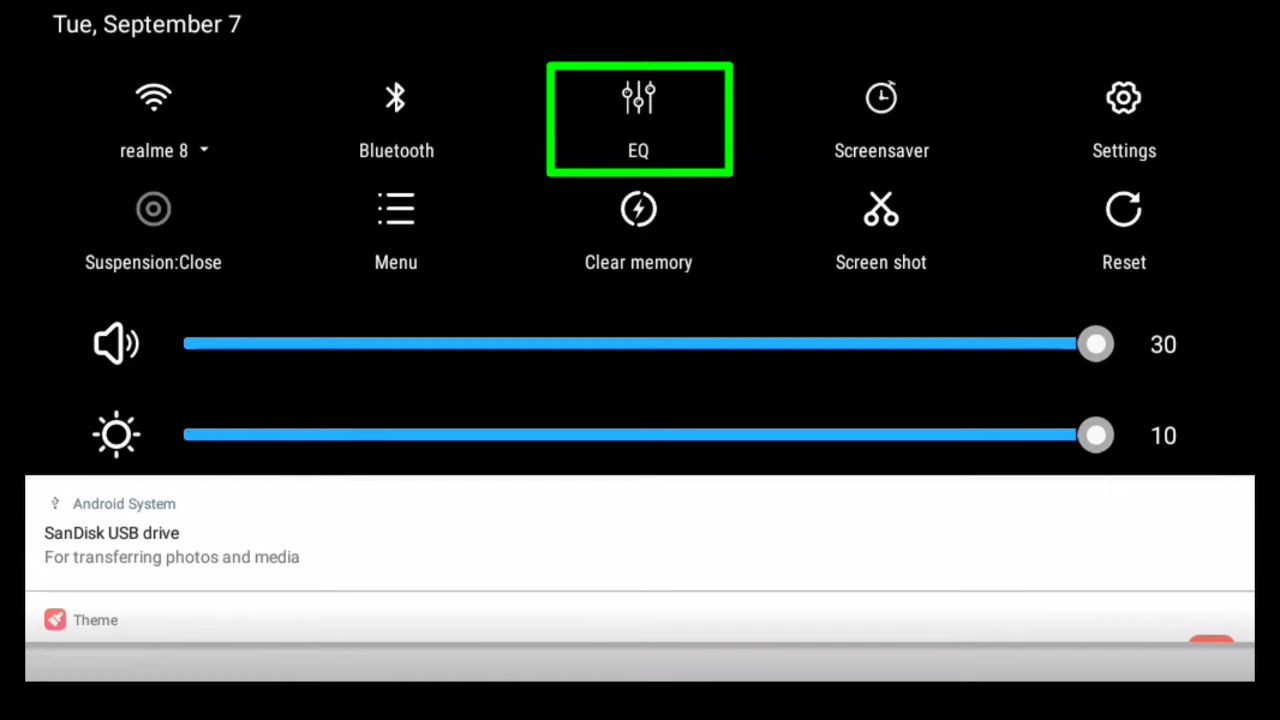 Tue, September 7
realme 8
Bluetooth
EQ
Screensaver
Settings
Suspension:Close
Menu
Clear memory
Screen shot
Reset
30
10
Android System
SanDisk USB drive
For transferring photos and media
Theme